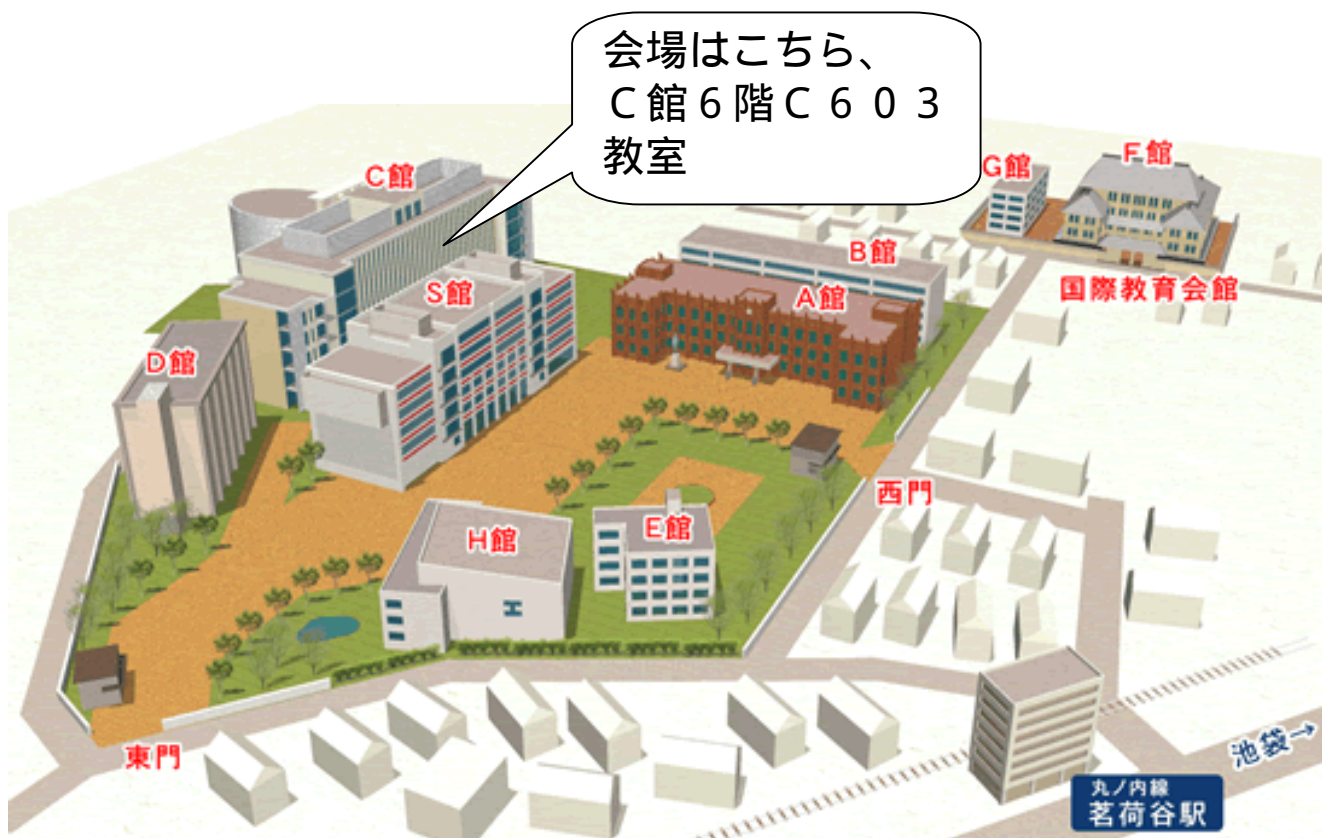 会場はこちら、
C館6階C603
教室
C館
G館
F館
B館
国際教育会館
S館
A館
D館
西門
H館
E館
東門
池袋→
丸ノ内線
茗荷谷駅